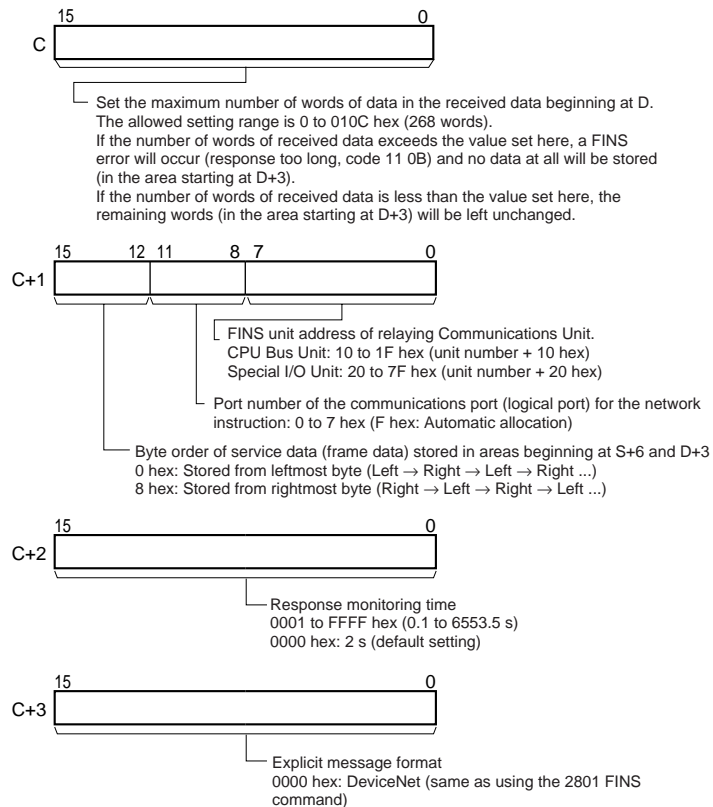 15 0
C
Set the maximum number of words of data in the received data beginning at D.
The allowed setting range is 0 to 010C hex (268 words).
If the number of words of received data exceeds the value set here, a FINS
error will occur (response too long, code 11 0B) and no data at all will be stored
(in the area starting at D+3).
If the number of words of received data is less than the value set here, the
remaining words (in the area starting at D+3) will be left unchanged.
15 12 11 8 7 0
C+1
FINS unit address of relaying Communications Unit.
CPU Bus Unit: 10 to 1F hex (unit number + 10 hex)
Special I/O Unit: 20 to 7F hex (unit number + 20 hex)
Port number of the communications port (logical port) for the network
instruction: 0 to 7 hex (F hex: Automatic allocation)
Byte order of service data (frame data) stored in areas beginning at S+6 and D+3
0 hex: Stored from leftmost byte (Left → Right → Left → Right ...)
8 hex: Stored from rightmost byte (Right → Left → Right → Left ...)
15 0
C+2
Response monitoring time
0001 to FFFF hex (0.1 to 6553.5 s)
0000 hex: 2 s (default setting)
15 0
C+3
Explicit message format
0000 hex: DeviceNet (same as using the 2801 FINS
command)